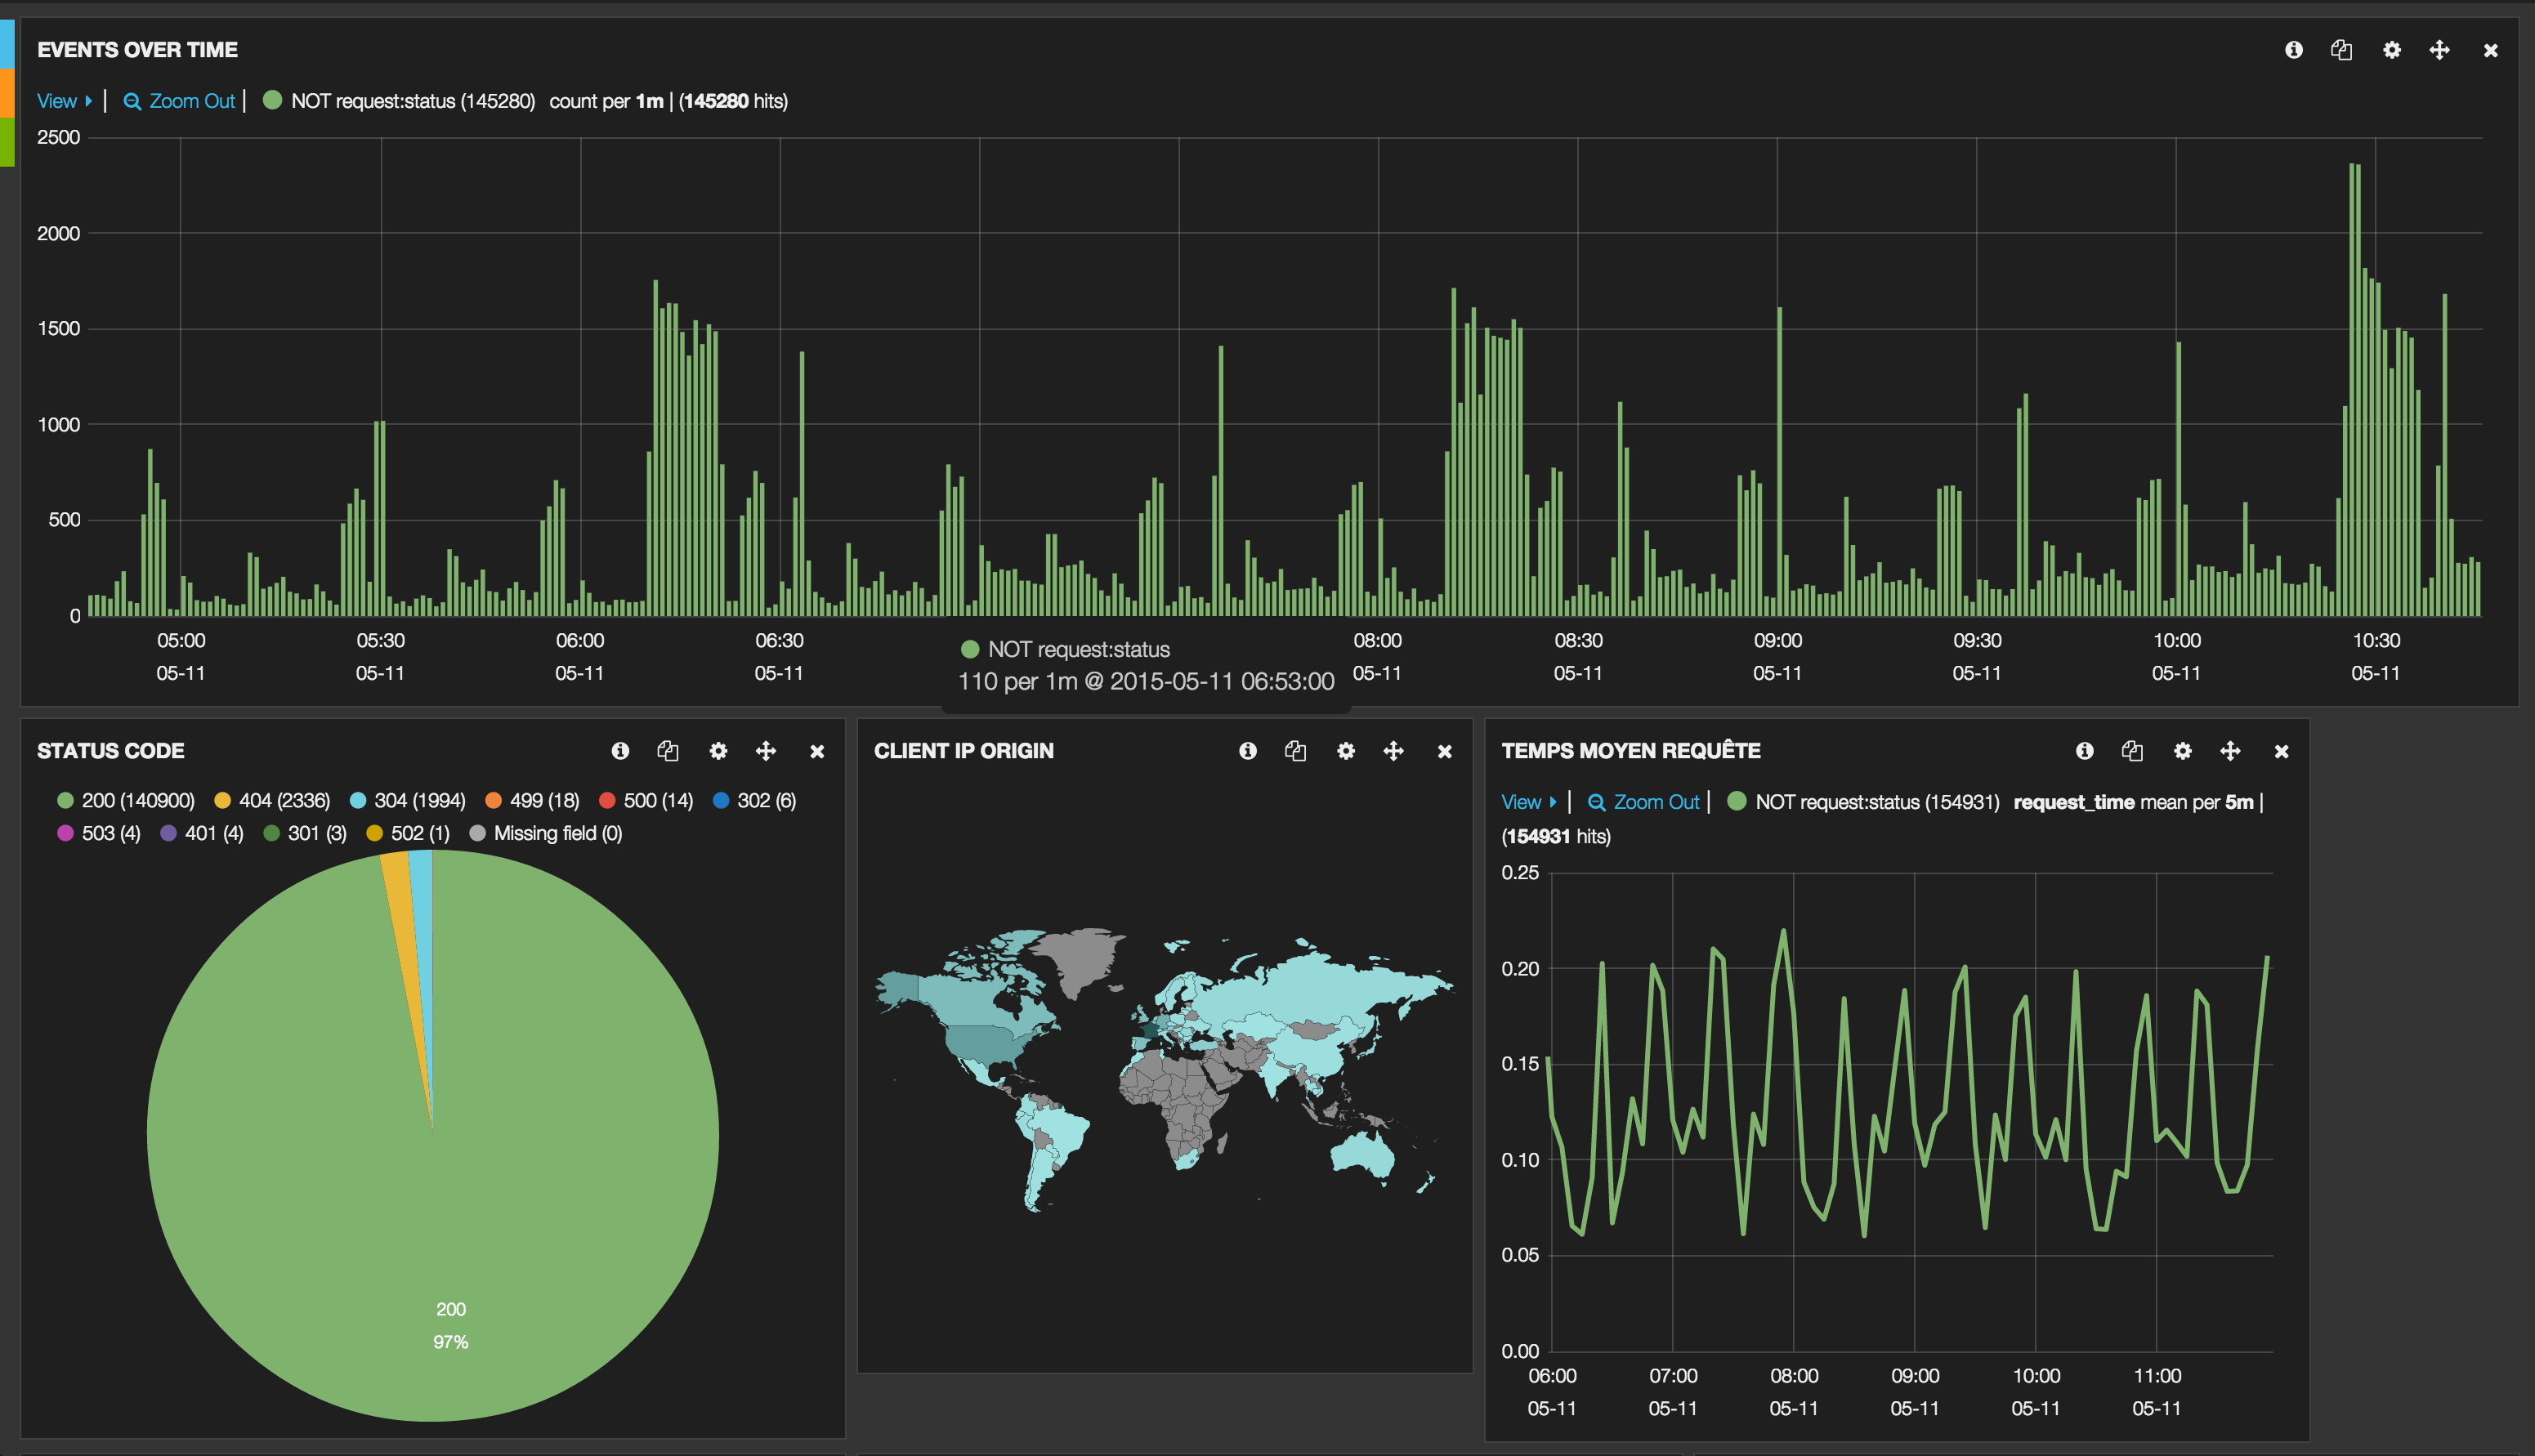 EVENTS OVER TIME
View | Zoom Out | NOT request:status (145280) count per 1m | (145280 hits)
2500
2000
1500
1000
500
0
05:00 05:30 06:00 06:30 08:00 08:30 09:00 09:30 10:00 10:30
05-11 05-11 05-11 05-11 05-11 05-11 05-11 05-11 05-11 05-11
NOT request:status
110 per 1m @ 2015-05-11 06:53:00
STATUS CODE
200 (140900) 404 (2336) 304 (1994) 499 (18) 500 (14) 302 (6)
503 (4) 401 (4) 301 (3) 502 (1) Missing field (0)
200
97%
CLIENT IP ORIGIN
TEMPS MOYEN REQUÊTE
View | Zoom Out | NOT request:status (154931) request_time mean per 5m |
(154931 hits)
0.25
0.20
0.15
0.10
0.05
0.00
06:00 07:00 08:00 09:00 10:00 11:00
05-11 05-11 05-11 05-11 05-11 05-11